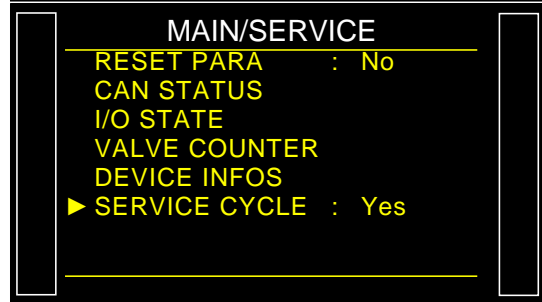 MAIN/SERVICE
RESET PARA : No
CAN STATUS
I/O STATE
VALVE COUNTER
DEVICE INFOS
► SERVICE CYCLE : Yes